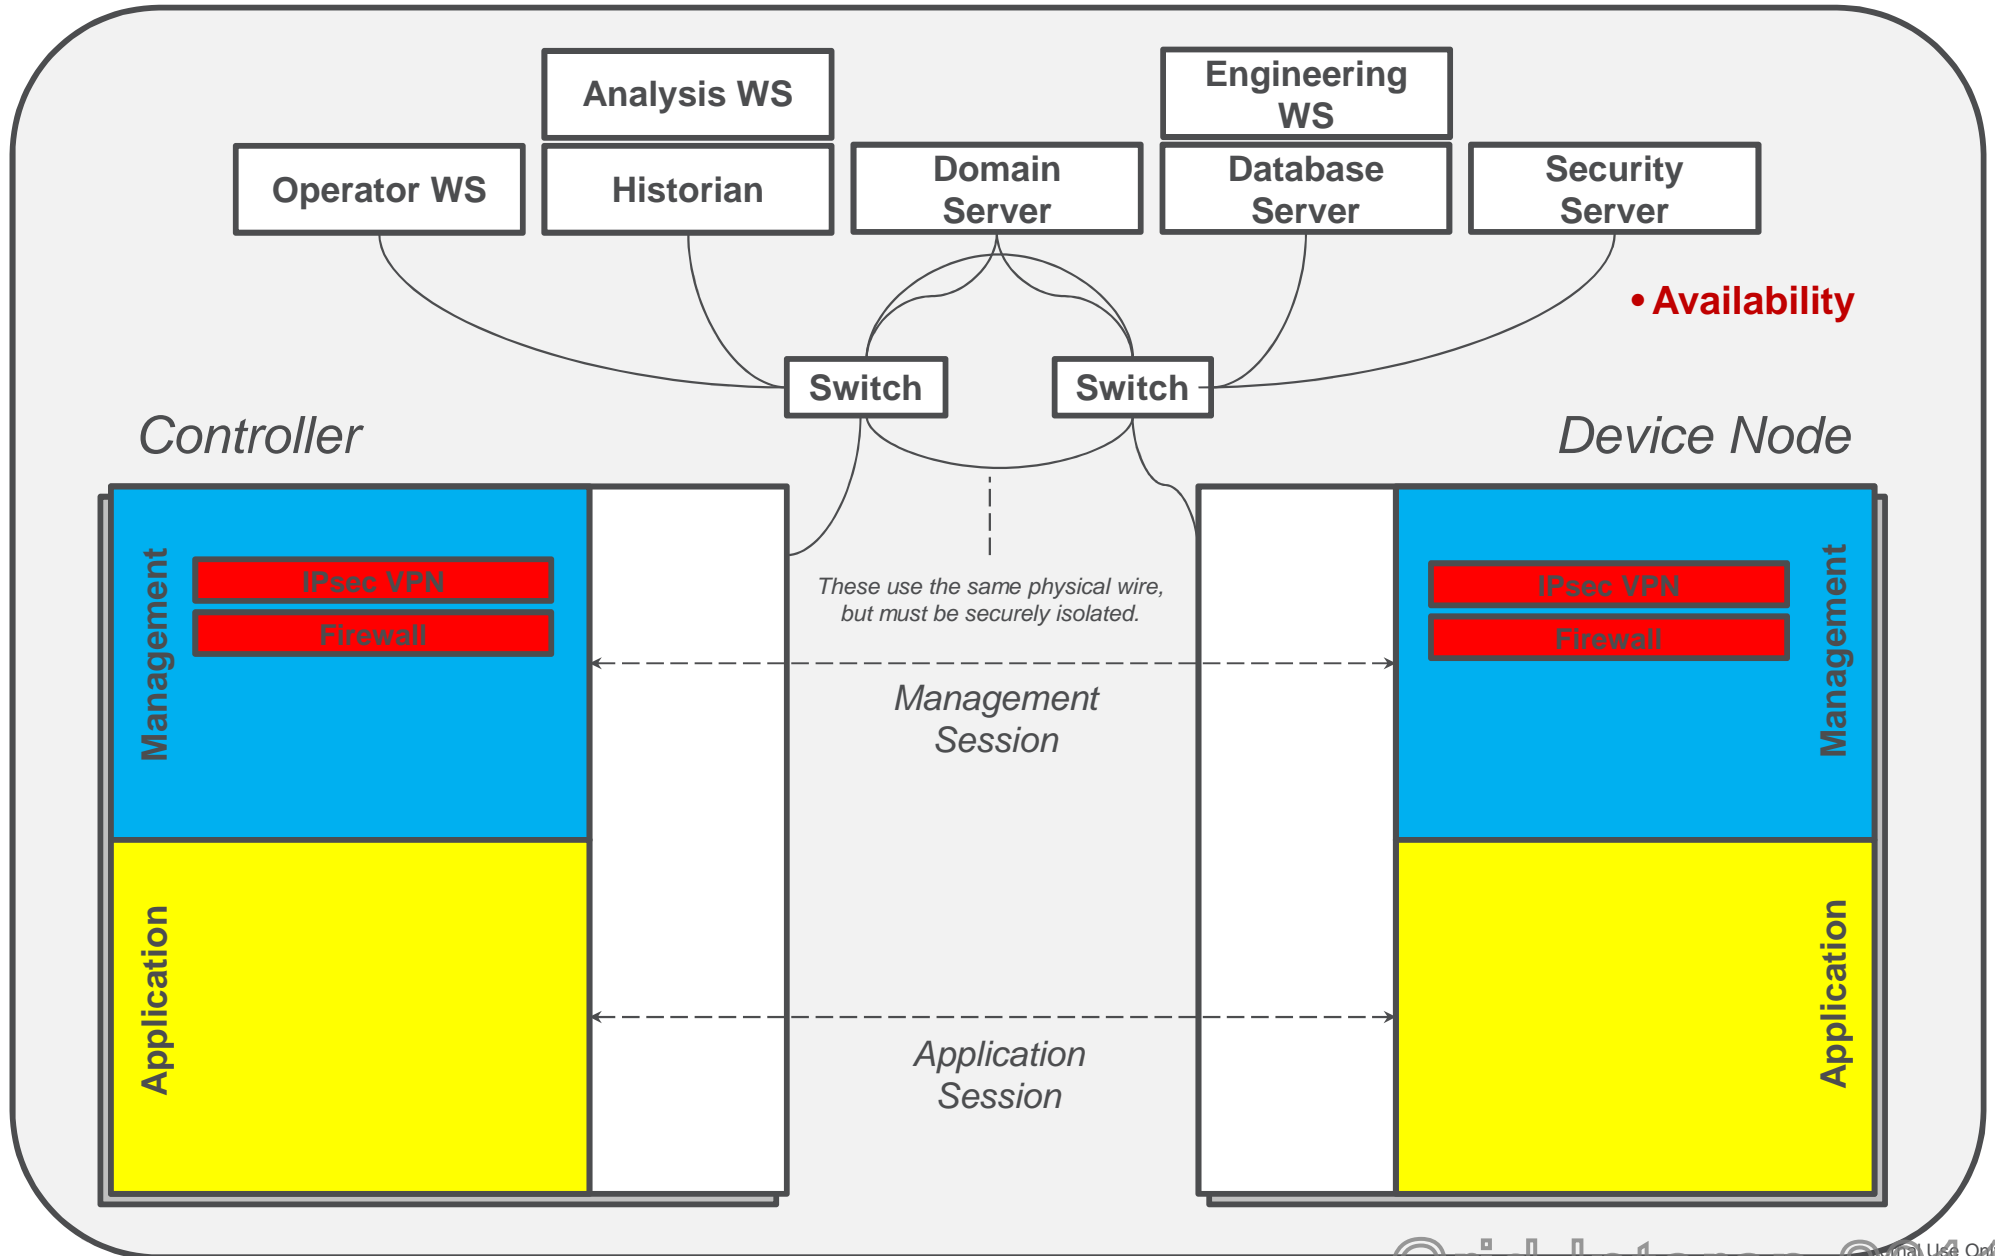 Analysis WS
Engineering
WS
Operator WS
Historian
Domain
Server
Database
Server
Security
Server
• Availability
Switch
Switch
Controller
Device Node
Management
IPsec VPN
Firewall
These use the same physical wire,
but must be securely isolated.
IPsec VPN
Firewall
Management
Management
Session
Application
Application
Session
Application
Use